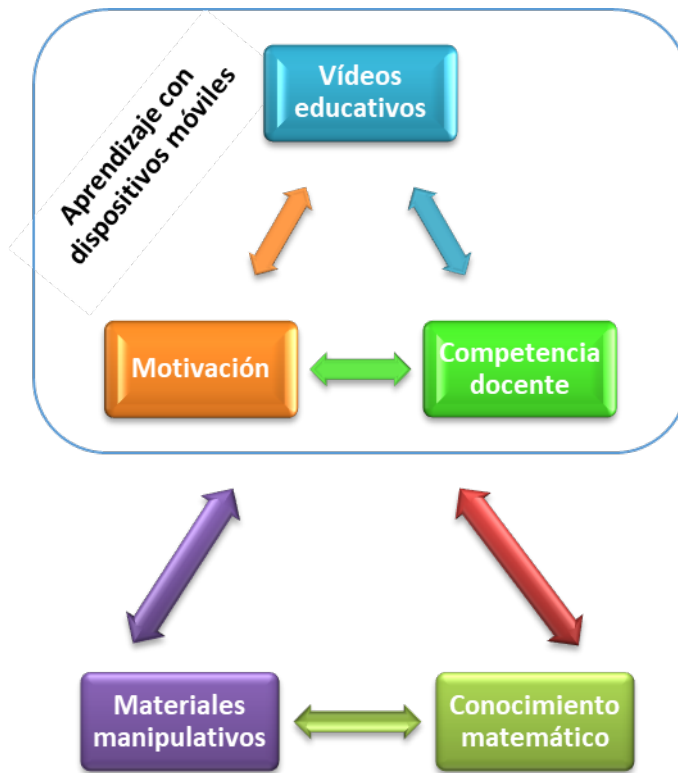 Aprendizaje con
dispositivos móviles
Vídeos
educativos
Motivación
Competencia
docente
Materiales
manipulativos
Conocimiento
matemático